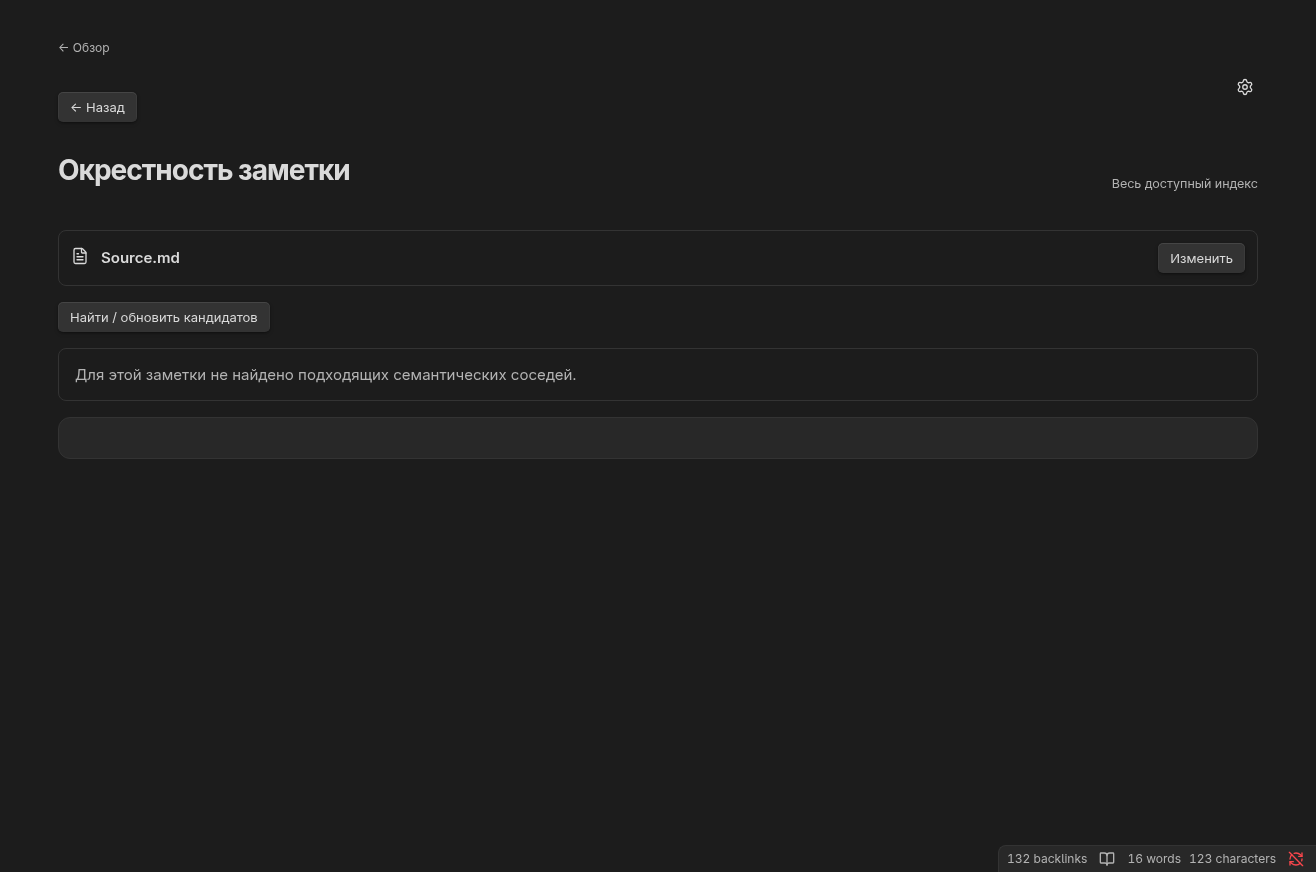 ← Обзор
← Назад
Окрестность заметки
Весь доступный индекс
Source.md
Изменить
Найти / обновить кандидатов
Для этой заметки не найдено подходящих семантических соседей.
132 backlinks 16 words 123 characters